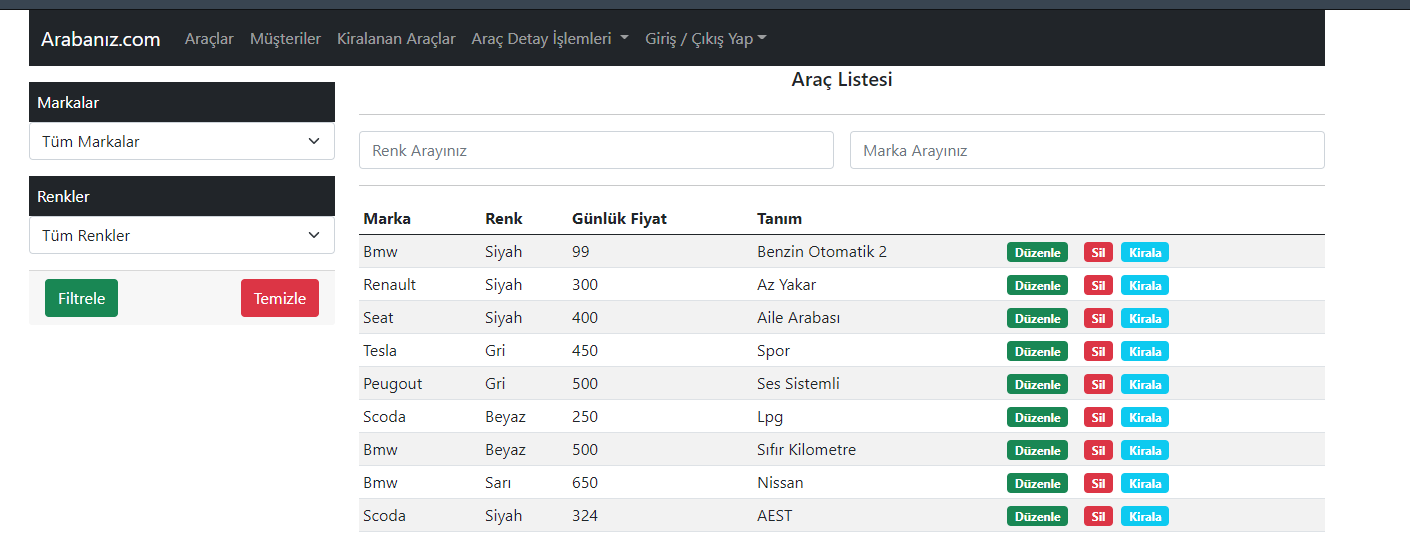 Arabanız.com Araçlar Müşteriler Kiralanan Araçlar Araç Detay İşlemleri Giriş / Çıkış Yap
Markalar
Tüm Markalar
Renkler
Tüm Renkler
Filtrele Temizle
Araç Listesi
Renk Arayınız Marka Arayınız
Marka Renk Günlük Fiyat Tanım
Bmw Siyah 99 Benzin Otomatik 2 Düzenle Sil Kirala
Renault Siyah 300 Az Yakar Düzenle Sil Kirala
Seat Siyah 400 Aile Arabası Düzenle Sil Kirala
Tesla Gri 450 Spor Düzenle Sil Kirala
Peugout Gri 500 Ses Sistemli Düzenle Sil Kirala
Scoda Beyaz 250 Lpg Düzenle Sil Kirala
Bmw Beyaz 500 Sıfır Kilometre Düzenle Sil Kirala
Bmw Sarı 650 Nissan Düzenle Sil Kirala
Scoda Siyah 324 AEST Düzenle Sil Kirala